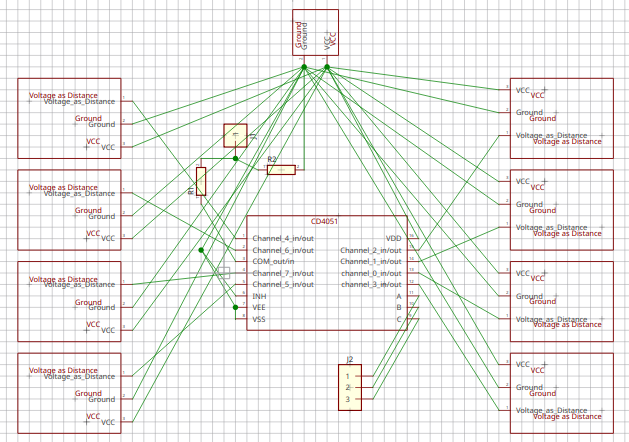 Ground
Ground
VCC
VCC
Voltage as Distance
Voltage_as_Distance
Ground
Ground
VCC
VCC
Voltage as Distance
Voltage_as_Distance
Ground
Ground
VCC
VCC
Voltage as Distance
Voltage_as_Distance
Ground
Ground
VCC
VCC
Voltage as Distance
Voltage_as_Distance
Ground
Ground
VCC
VCC
J1
R1
R2
CD4051
Channel_4_in/out
Channel_6_in/out
COM_out/in
Channel_7_in/out
Channel_5_in/out
INH
VEE
VSS
VDD
Channel_2_in/out
Channel_1_in/out
channel_0_in/out
channel_3_in/out
A
B
C
J2
1
2
3
VCC
VCC
Ground
Ground
Voltage_as_Distance
Voltage as Distance
VCC
VCC
Ground
Ground
Voltage_as_Distance
Voltage as Distance
VCC
VCC
Ground
Ground
Voltage_as_Distance
Voltage as Distance
VCC
VCC
Ground
Ground
Voltage_as_Distance
Voltage as Distance